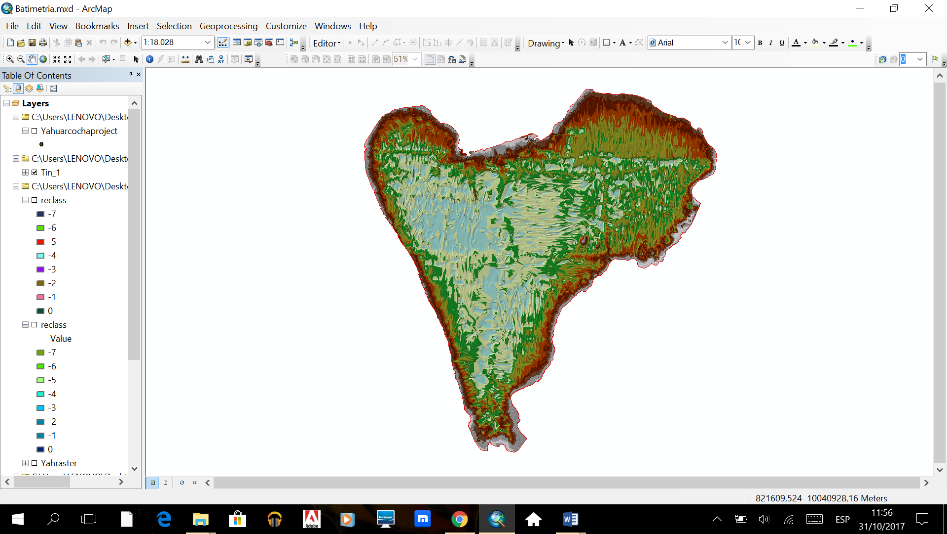 Batimetria.mxd - ArcMap
File Edit View Bookmarks Insert Selection Geoprocessing Customize Windows Help
1:18.028 Editor Drawing Arial 10 B I U A
51%
Table Of Contents
Layers
C:\Users\LENOVO\Deskt
Yahuarcochaproject
C:\Users\LENOVO\Deskt
Tin_1
C:\Users\LENOVO\Deskt
reclass
-7
-6
5
-4
-3
-2
-1
0
reclass
Value
-7
-6
-5
-4
-3
2
-1
0
Yahraster
821609,524 10040928,16 Meters
ESP
11:56
31/10/2017